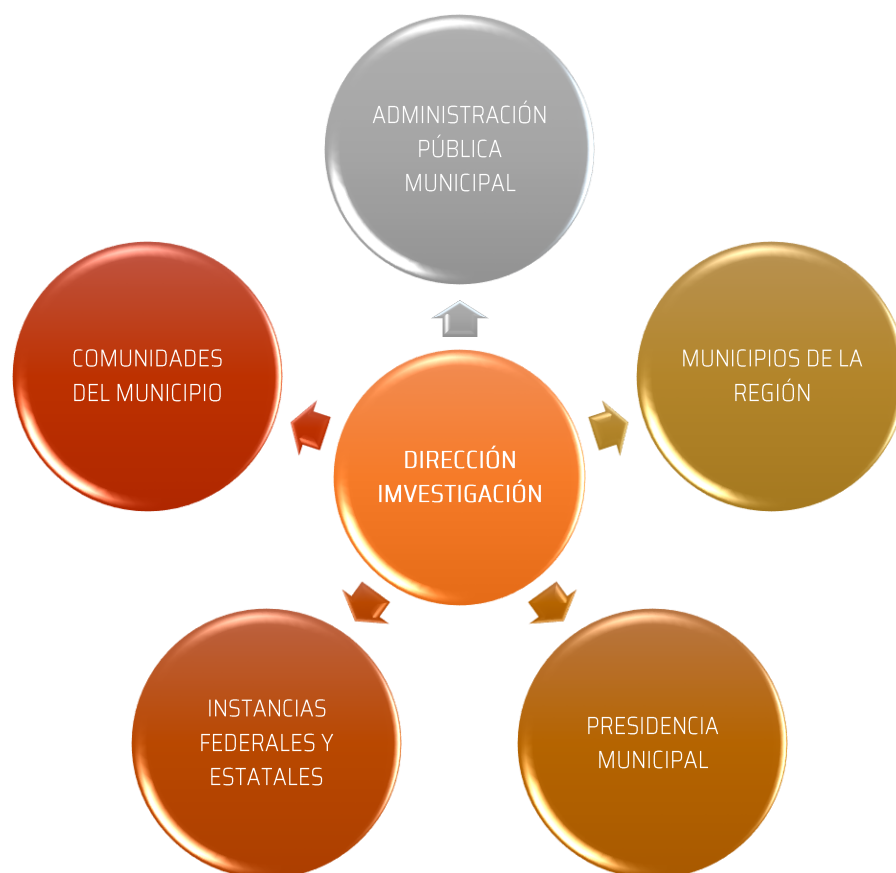 ADMINISTRACIÓN
PÚBLICA
MUNICIPAL
COMUNIDADES
DEL MUNICIPIO
MUNICIPIOS DE LA
REGIÓN
DIRECCIÓN
IMVESTIGACIÓN
INSTANCIAS
FEDERALES Y
ESTATALES
PRESIDENCIA
MUNICIPAL